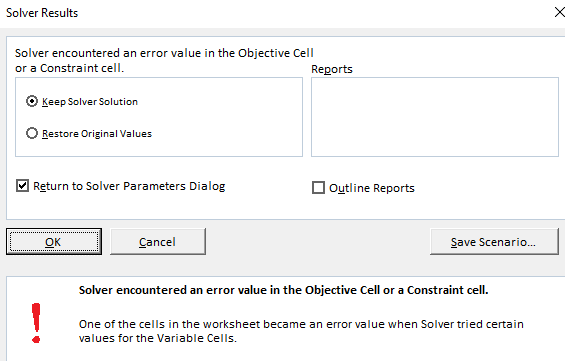 Solver Results
Solver encountered an error value in the Objective Cell
or a Constraint cell.
Reports
Keep Solver Solution
Restore Original Values
Return to Solver Parameters Dialog
Outline Reports
OK
Cancel
Save Scenario...
Solver encountered an error value in the Objective Cell or a Constraint cell.
One of the cells in the worksheet became an error value when Solver tried certain
values for the Variable Cells.